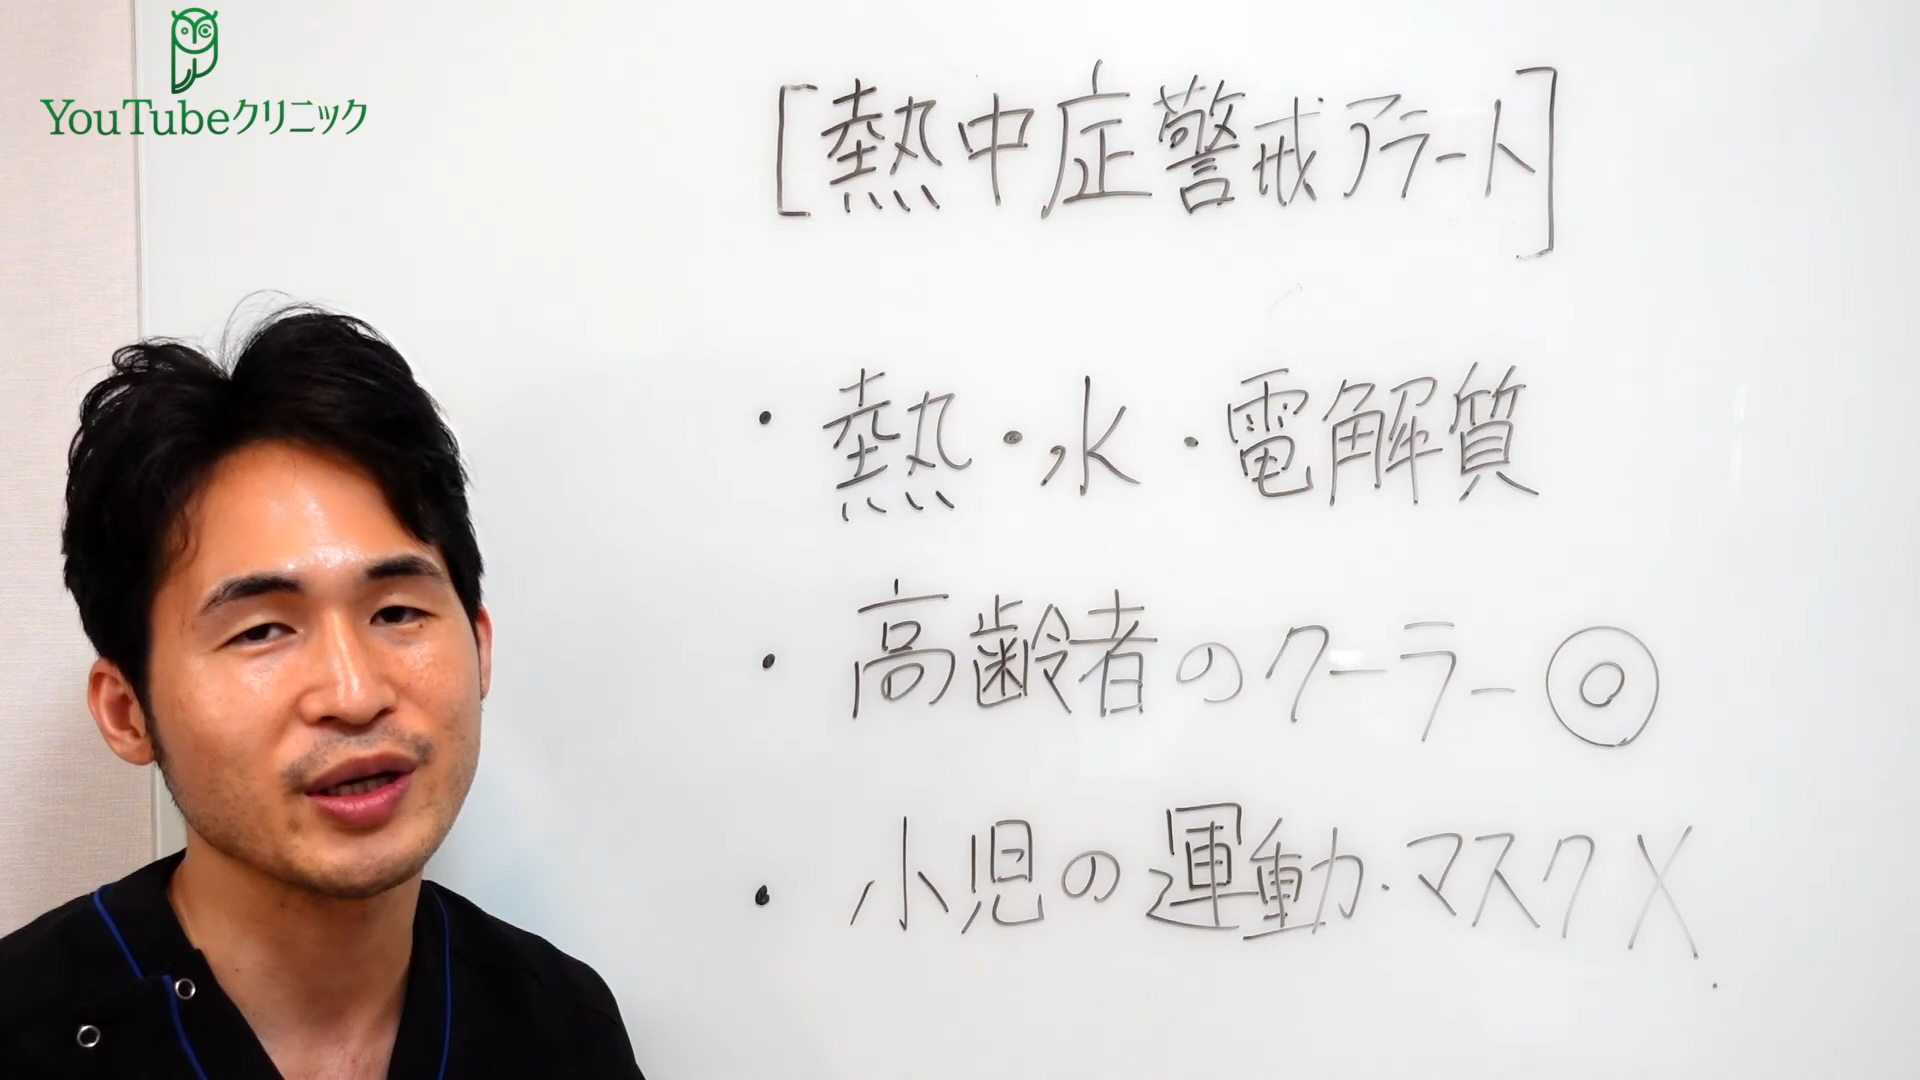 YouTubeクリニック
[熱中症警戒アラート]
・熱・水・電解質
・高齢者のクーラー◎
・小児の運動・マスク×